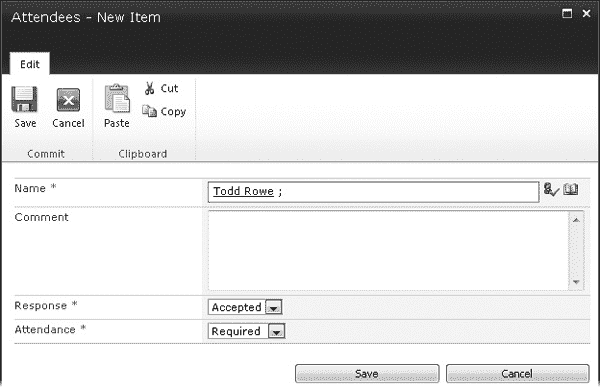 Attendees - New Item
Edit
Save Cancel Paste Cut
Copy
Commit Clipboard
Name * Todd Rowe ;
Comment
Response * Accepted
Attendance * Required
Save Cancel